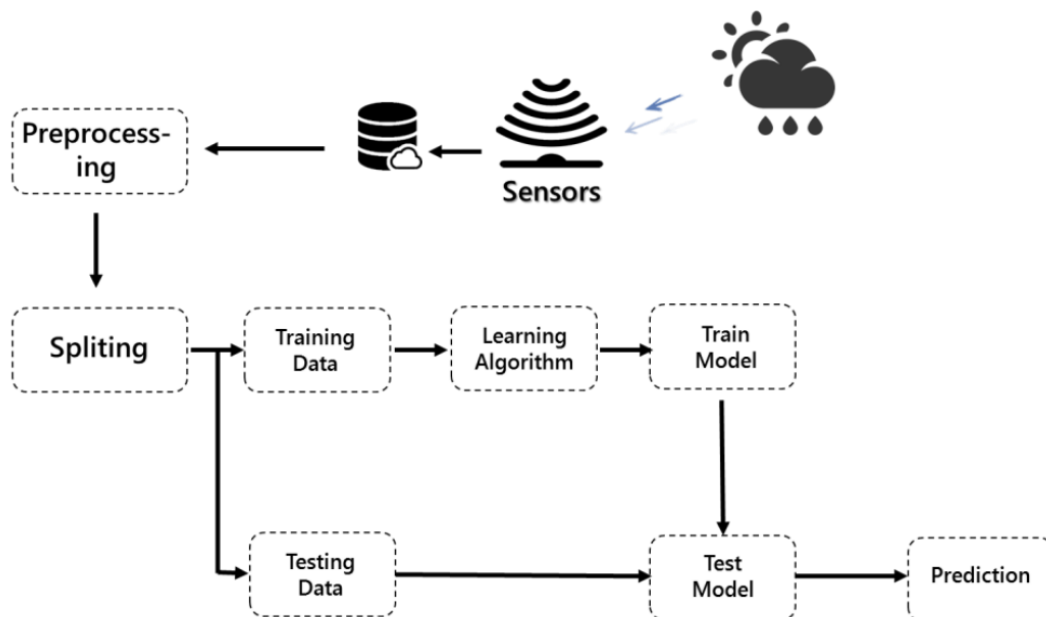 Preprocess-
ing
Sensors
Spliting
Training
Data
Learning
Algorithm
Train
Model
Testing
Data
Test
Model
Prediction